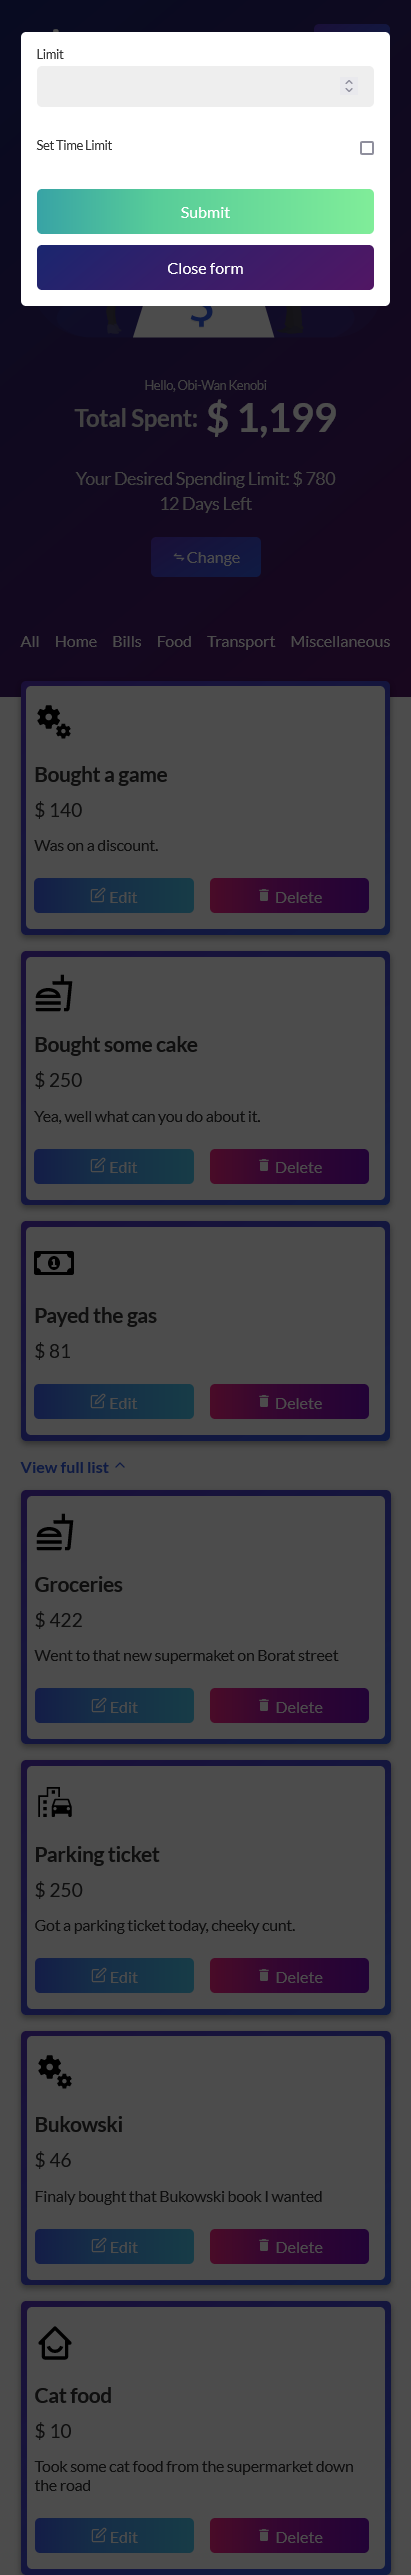 Limit
Set Time Limit
Submit
Close form
$
Hello, Obi-Wan Kenobi
Total Spent: $ 1,199
Your Desired Spending Limit: $ 780
12 Days Left
Change
All Home Bills Food Transport Miscellaneous
Bought a game
$ 140
Was on a discount.
Edit Delete
Bought some cake
$ 250
Yea, well what can you do about it.
Edit Delete
1
Payed the gas
$ 81
Edit Delete
View full list
Groceries
$ 422
Went to that new supermaket on Borat street
Edit Delete
Parking ticket
$ 250
Got a parking ticket today, cheeky cunt.
Edit Delete
Bukowski
$ 46
Finaly bought that Bukowski book I wanted
Edit Delete
Cat food
$ 10
Took some cat food from the supermarket down
the road
Edit Delete